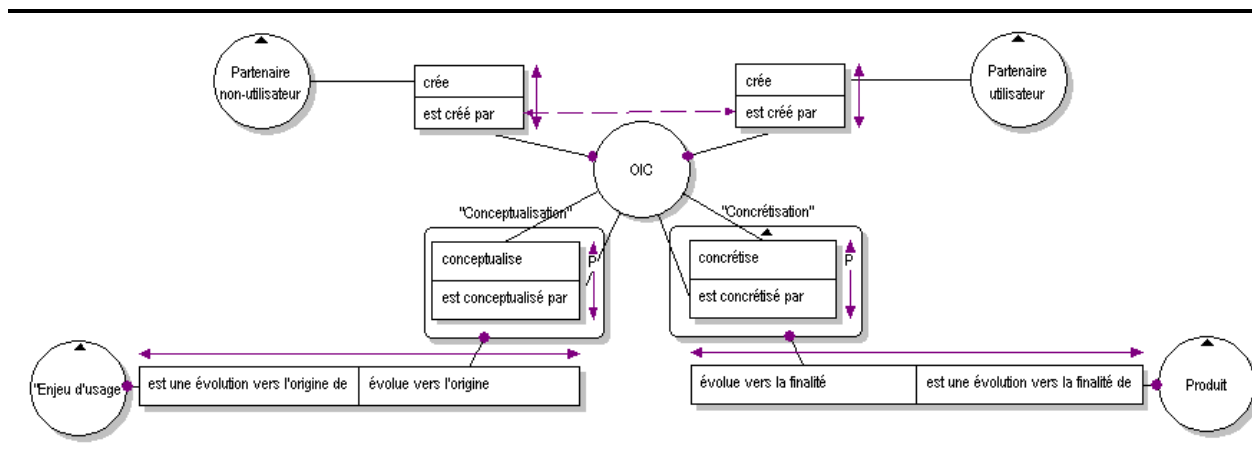 Partenaire
non-utilisateur
crée
est créé par
crée
est créé par
Partenaire
utilisateur
OIC
"Conceptualisation"
"Concrétisation"
conceptualise
est conceptualisé par
P
concrétise
est concrétisé par
P
"Enjeu d'usage
est une évolution vers l'origine de
évolue vers l'origine
évolue vers la finalité
est une évolution vers la finalité de
Produit